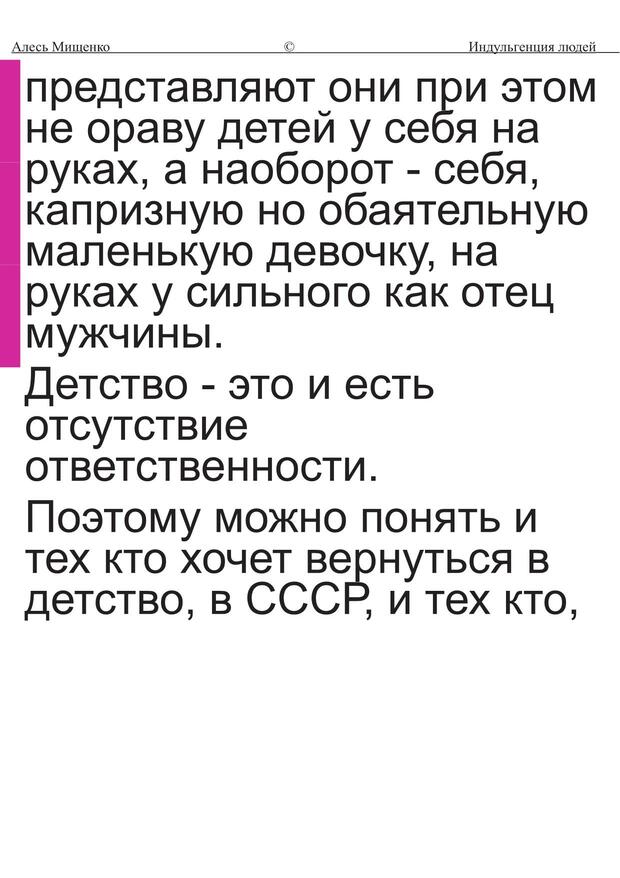 Алесь Мищенко © Индульгенция людей
представляют они при этом
не ораву детей у себя на
руках, а наоборот - себя,
капризную но обаятельную
маленькую девочку, на
руках у сильного как отец
мужчины.
Детство - это и есть
отсутствие
ответственности.
Поэтому можно понять и
тех кто хочет вернуться в
детство, в СССР, и тех кто,